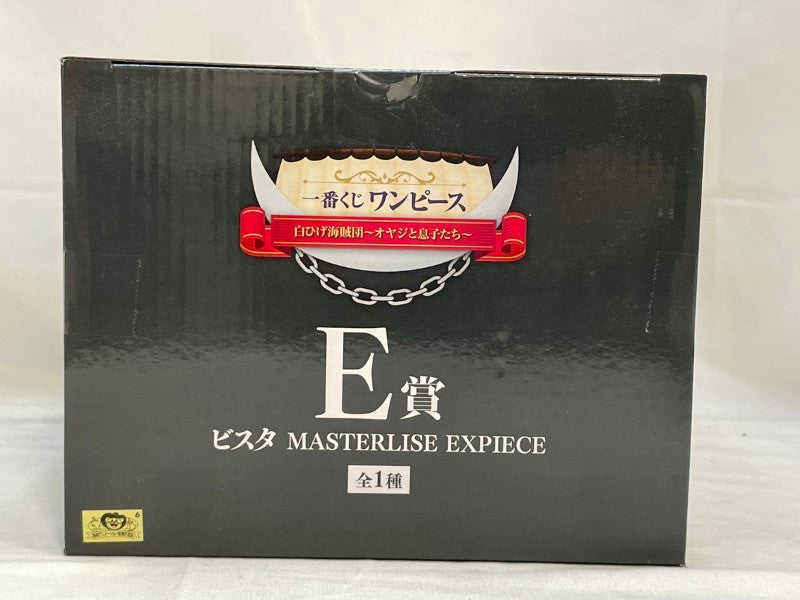 一番くじ ワンピース
白ひげ海賊団～オヤジと息子たち～
E賞
ビスタ MASTERLISE EXPIECE
全1種
6